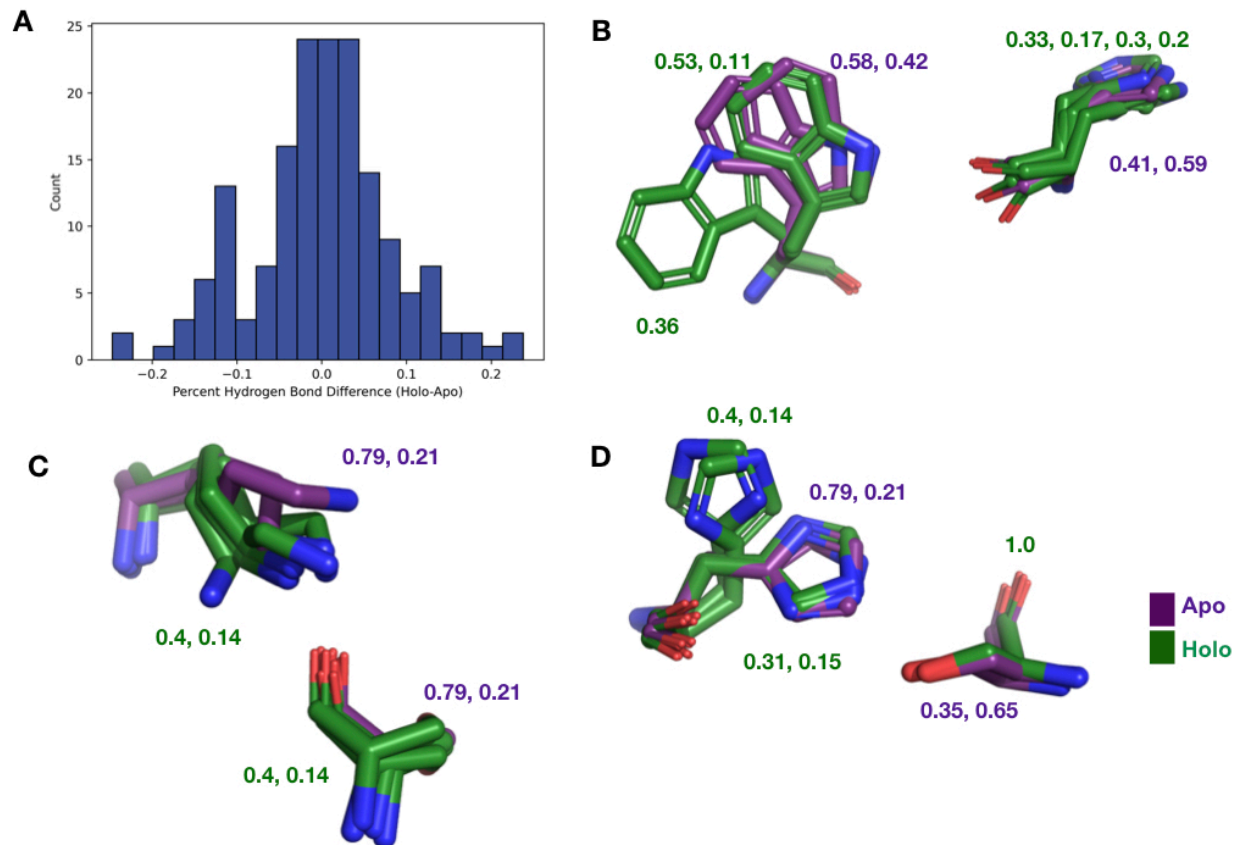 A
25
20
15
10
5
0
Count
−0.2
−0.1
0.0
0.1
0.2
Percent Hydrogen Bond Difference (Holo-Apo)
B
0.53, 0.11
0.58, 0.42
0.36
0.33, 0.17, 0.3, 0.2
0.41, 0.59
C
0.79, 0.21
0.4, 0.14
0.79, 0.21
0.4, 0.14
D
0.4, 0.14
0.79, 0.21
0.31, 0.15
1.0
0.35, 0.65
Apo
Holo